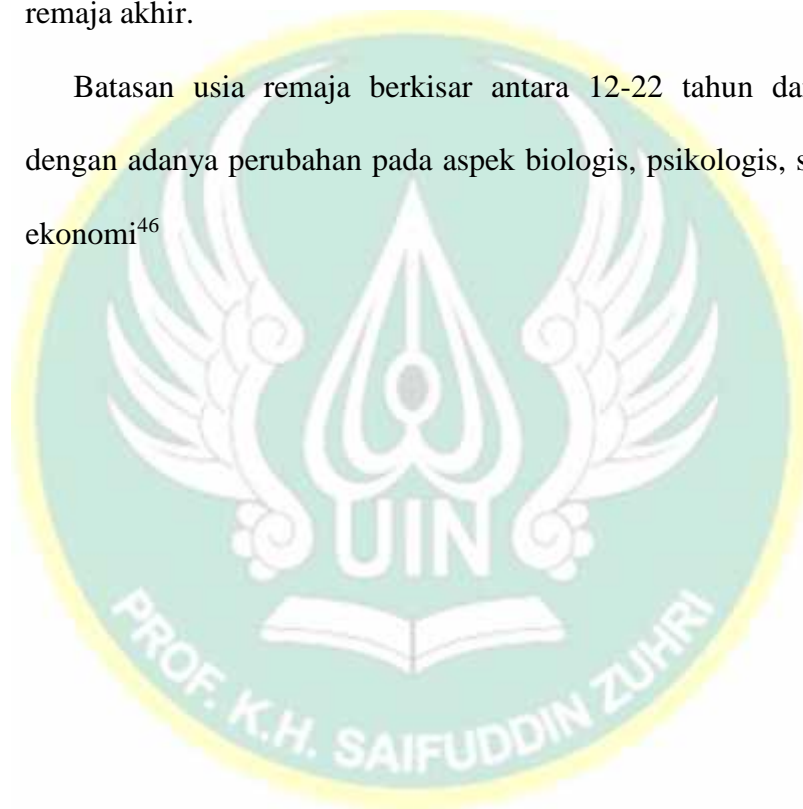 remaja akhir.
Batasan usia remaja berkisar antara 12-22 tahun da
dengan adanya perubahan pada aspek biologis, psikologis, s
ekonomi⁴⁶
UIN
PROF. K.H. SAIFUDDIN ZUHRI